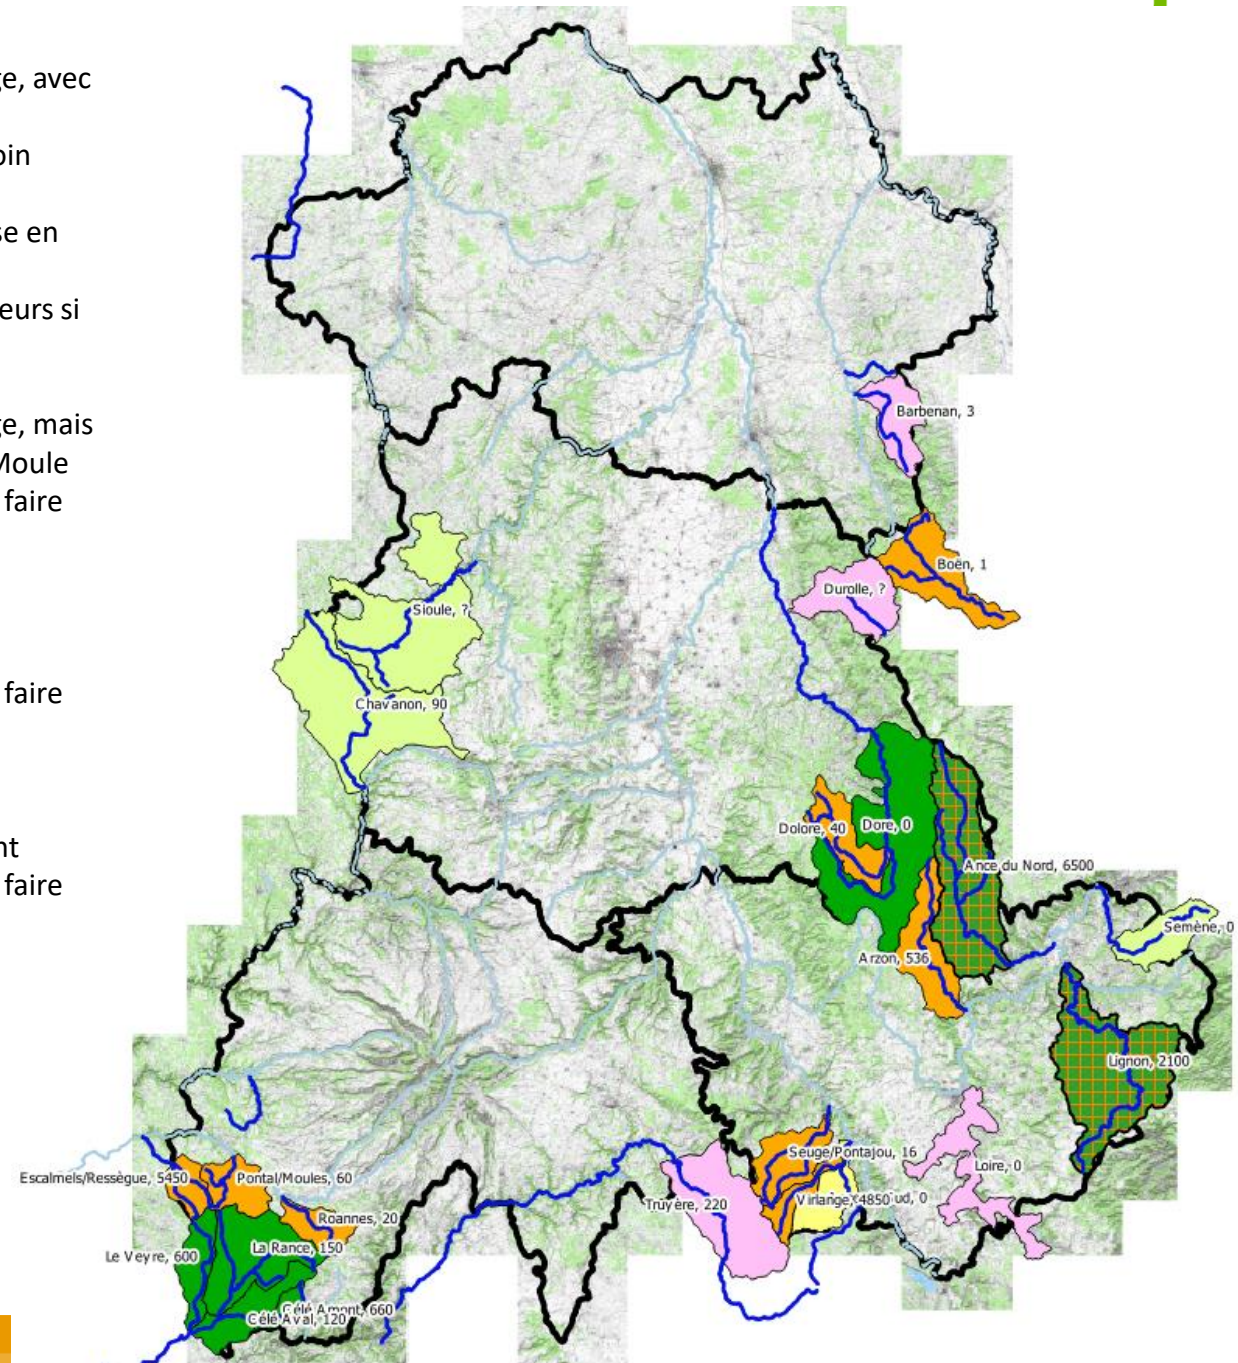 ge, avec
oin
se en
eurs si
ge, mais
Moule
faire
faire
nt
faire
Barbenan, 3
Boën, 1
Durolle, ?
Sioule, ?
Chavanon, 90
Dolore, 40
Dore, 0
Ance du Nord, 6500
Semène, 0
Arzon, 536
Lignon, 2100
Seuge/Pontajou, 16
Loire, 0
Escalmels/Ressègue, 5450
Pontal/Moules, 60
Truyère, 220
Virlange, 4850
ud, 0
Roannes, 20
La Rance, 150
Le Veyre, 600
Célé Amont, 660
Célé Aval, 120